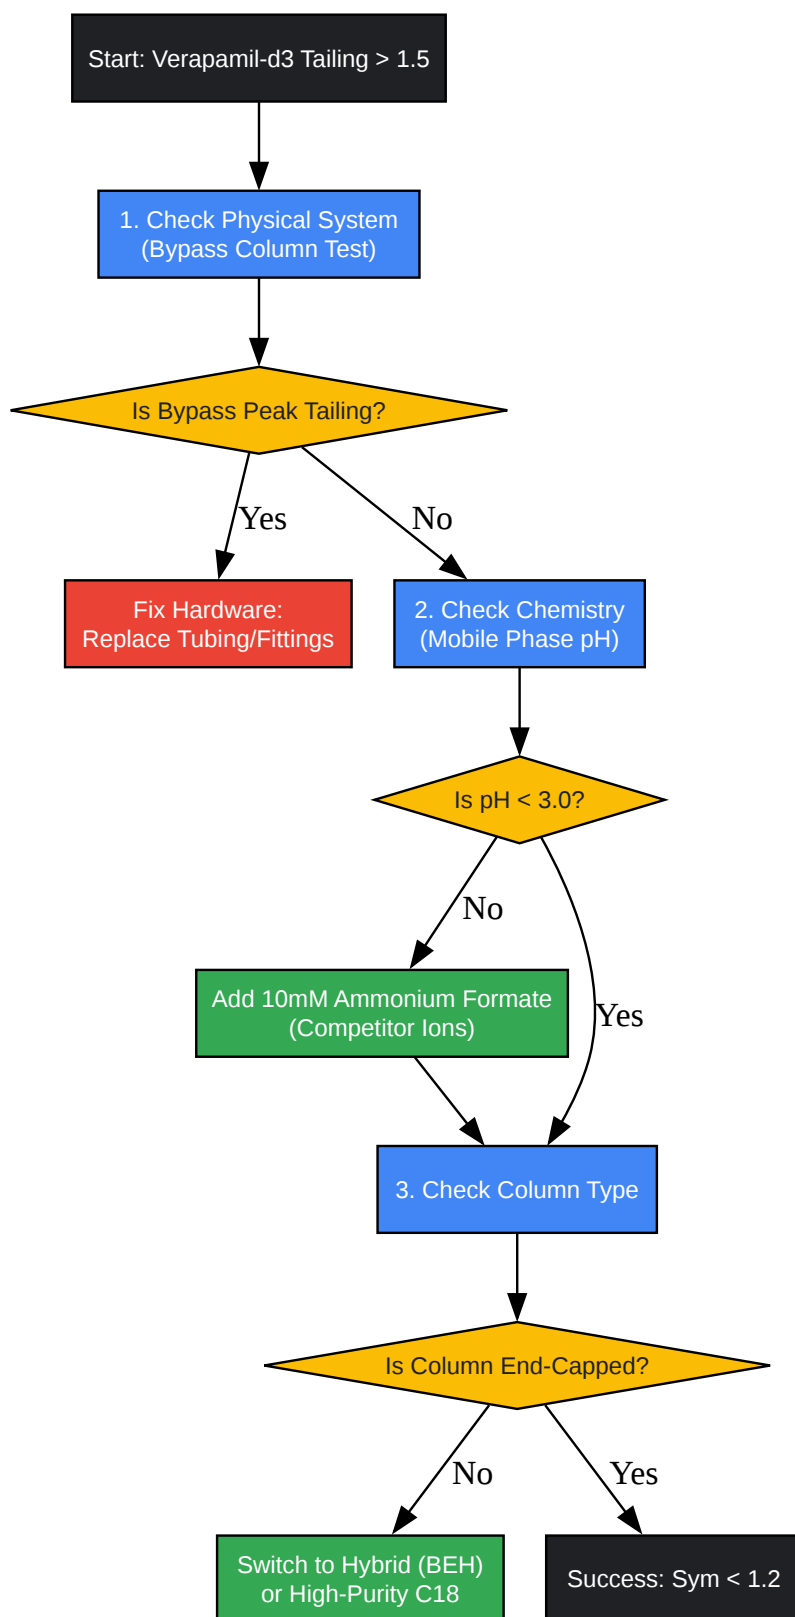 Start: Verapamil-d3 Tailing > 1.5
1. Check Physical System
(Bypass Column Test)
Is Bypass Peak Tailing?
Yes
No
Fix Hardware:
Replace Tubing/Fittings
2. Check Chemistry
(Mobile Phase pH)
Is pH < 3.0?
No
Add 10mM Ammonium Formate
(Competitor Ions)
Yes
3. Check Column Type
Is Column End-Capped?
No
Yes
Switch to Hybrid (BEH)
or High-Purity C18
Success: Sym < 1.2